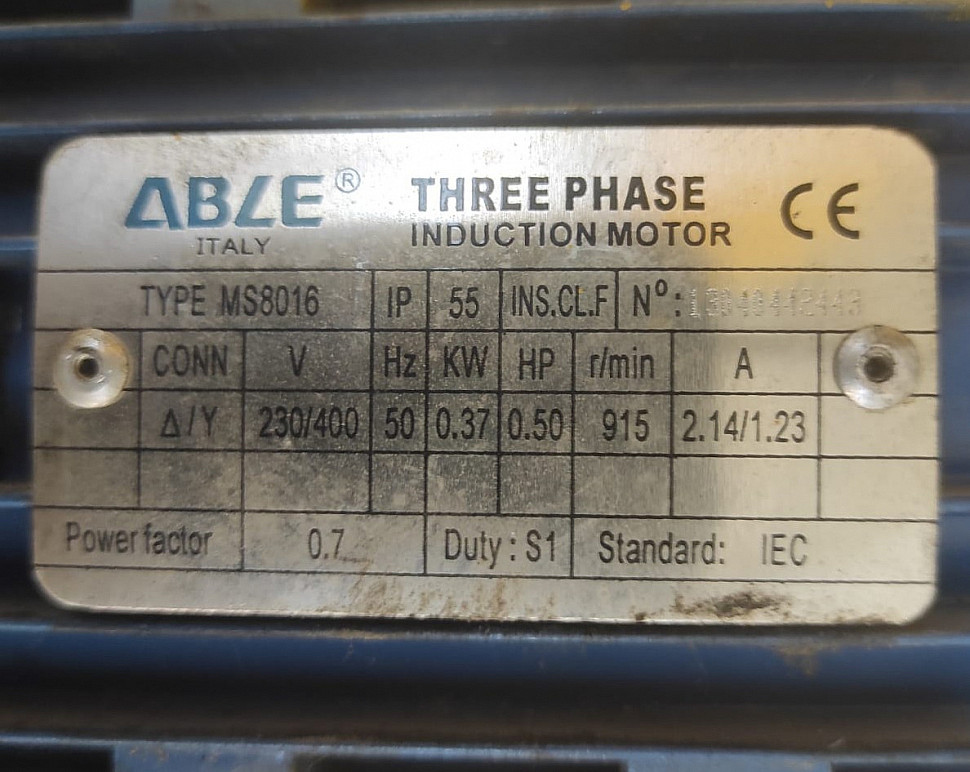 ABLE® THREE PHASE CE
ITALY INDUCTION MOTOR
TYPE MS8016 IP 55 INS.CL.F Nº:
CONN V Hz KW HP r/min A
Δ/Y 230/400 50 0.37 0.50 915 2.14/1.23
Power factor 0.7 Duty : S1 Standard: IEC